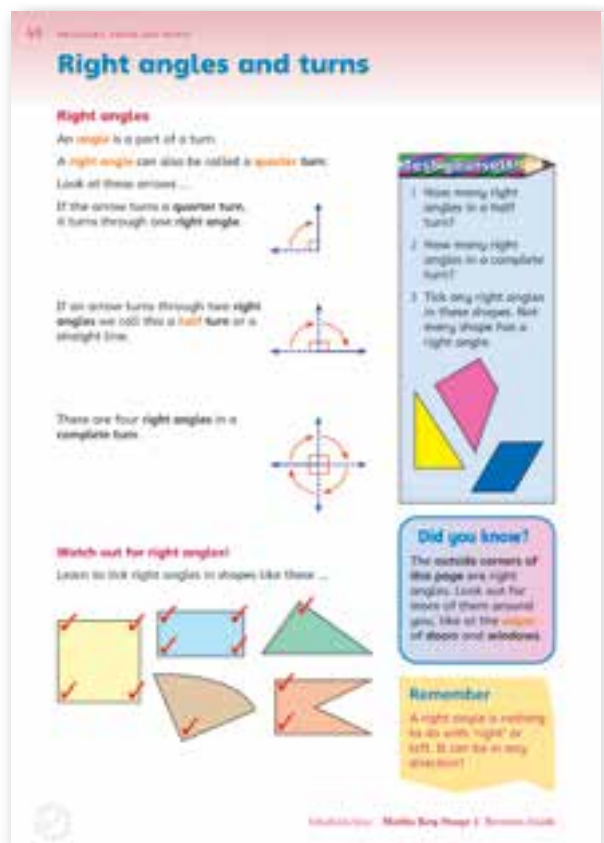 Right angles and turns
Right angles
An angle is a part of a turn.
A right angle can also be called a quarter turn.
Look at these arrows ...
If the arrow turns a quarter turn,
it turns through one right angle.
If an arrow turns through two right
angles we call this a half turn or a
straight line.
There are four right angles in a
complete turn
Watch out for right angles!
Learn to tick right angles in shapes like these ...
Test yourself!
1 How many right
angles in a half
turn?
2 How many right
angles in a complete
turn?
3 Tick any right angles
in these shapes. Not
every shape has a
right angle.
Did you know?
The outside corners of
this page are right
angles. Look out for
more of them around
you, like at the
of doors and windows.
Remember
A right angle is nothing
to do with 'right' or
left. It can be in any
direction!
Maths Key Stage 1 Revision Guide